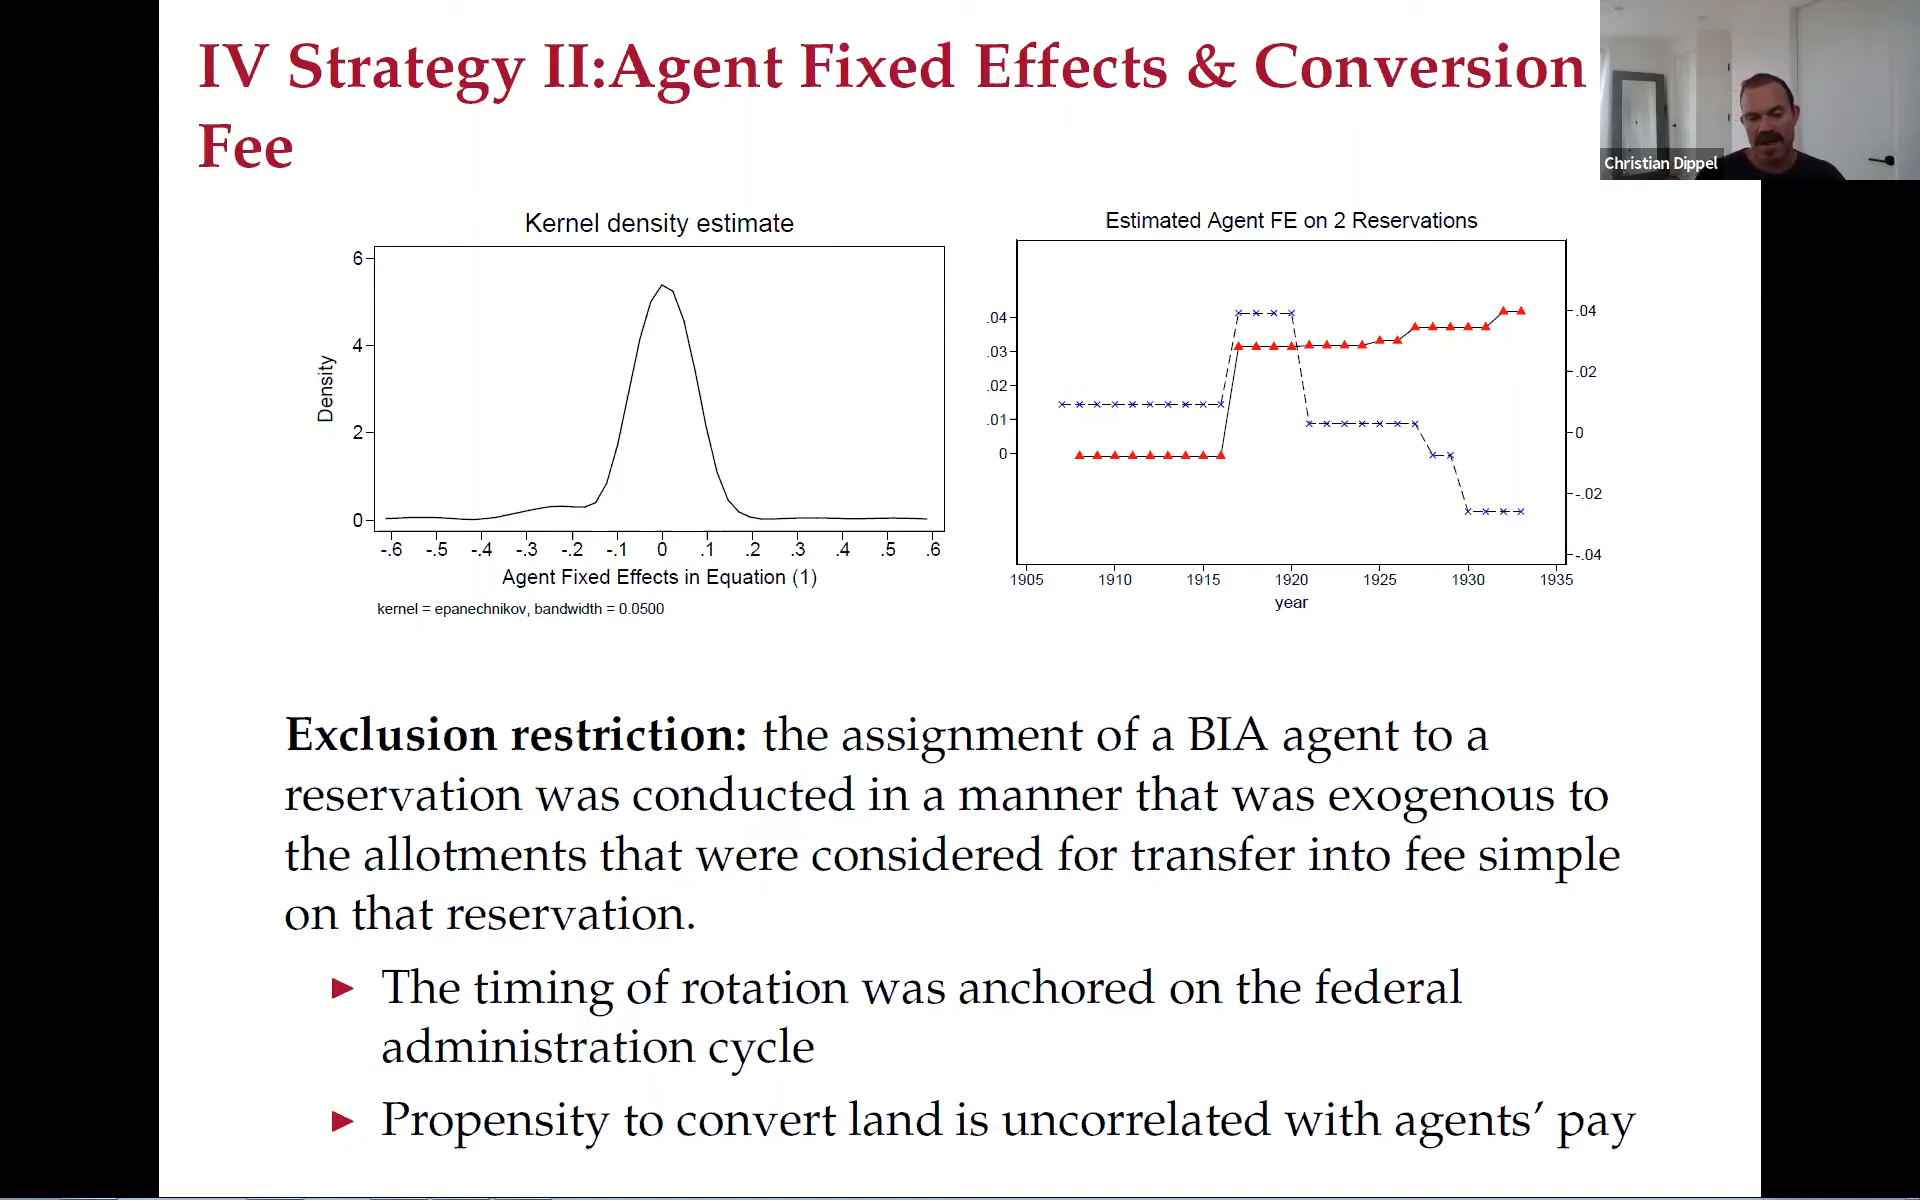 IV Strategy II:Agent Fixed Effects & Conversion
Fee
Christian Dippel
Kernel density estimate
6
4
2
0
Density
-.6 -.5 -.4 -.3 -.2 -.1 0 .1 .2 .3 .4 .5 .6
Agent Fixed Effects in Equation (1)
kernel = epanechnikov, bandwidth = 0.0500
Estimated Agent FE on 2 Reservations
.04
.03
.02
.01
0
.04
.02
0
-.02
-.04
1905 1910 1915 1920 1925 1930 1935
year
Exclusion restriction: the assignment of a BIA agent to a
reservation was conducted in a manner that was exogenous to
the allotments that were considered for transfer into fee simple
on that reservation.
The timing of rotation was anchored on the federal
administration cycle
Propensity to convert land is uncorrelated with agents’ pay